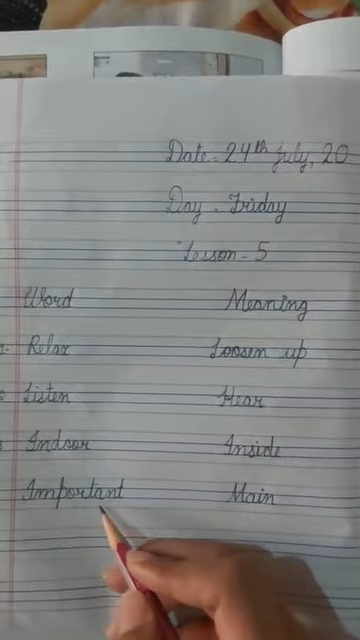 Date - 24th July, 20
Day - Friday
Lesson - 5
Word Meaning
Relax Loosen up
Listen Hear
Indoor Inside
Important Main